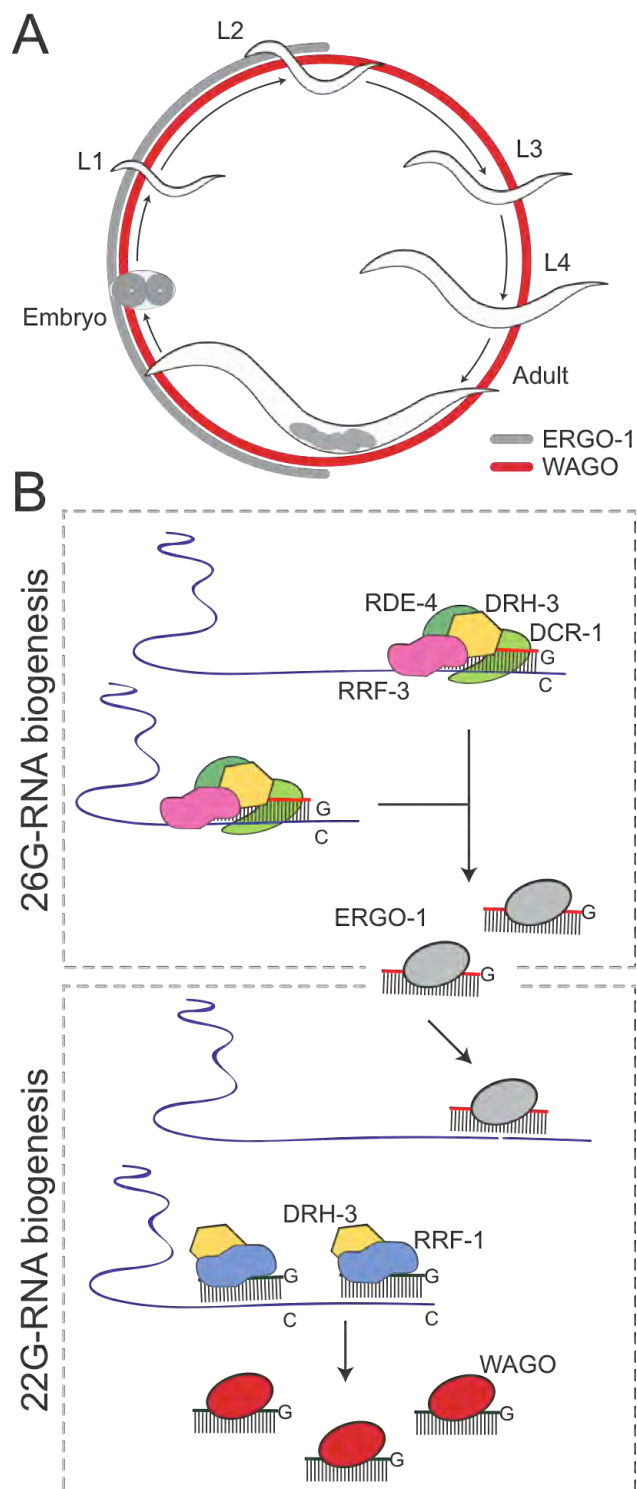 A
L2
L1
L3
L4
Embryo
Adult
ERGO-1
WAGO
B
26G-RNA biogenesis
RDE-4
DRH-3
DCR-1
G
C
RRF-3
G
C
ERGO-1
G
G
22G-RNA biogenesis
DRH-3
RRF-1
G
G
C
C
WAGO
G
G
G